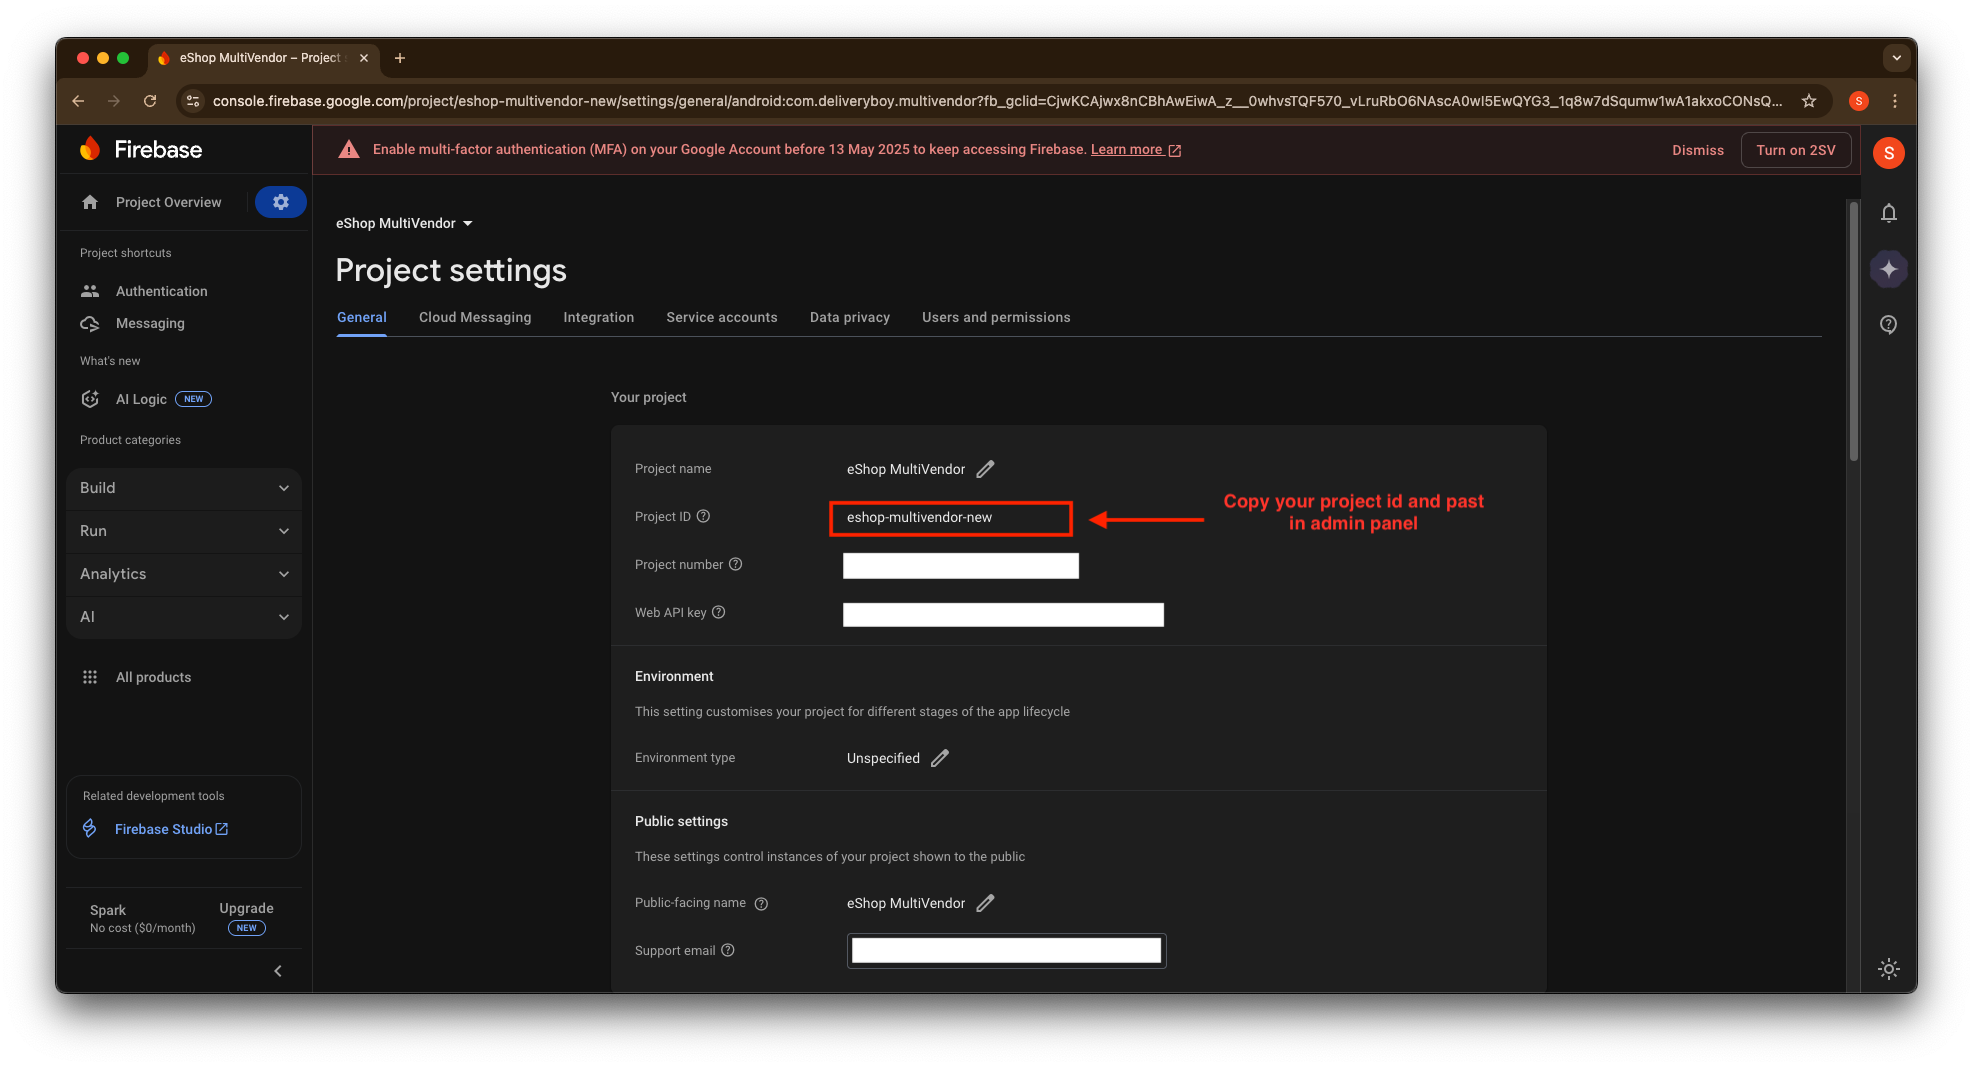 eShop MultiVendor – Project
console.firebase.google.com/project/eshop-multivendor-new/settings/general/android:com.deliveryboy.multivendor?fb_gclid=CjwKCAjwx8nCBhAwEiwA_z__0whvsTQF570_vLruRbO6NAscA0wI5EwQYG3_1q8w7dSqumw1wA1akxoCONsQ...
S
Firebase
Enable multi-factor authentication (MFA) on your Google Account before 13 May 2025 to keep accessing Firebase. Learn more
Dismiss
Turn on 2SV
S
Project Overview
Project shortcuts
Authentication
Messaging
What's new
AI Logic NEW
Product categories
Build
Run
Analytics
AI
All products
Related development tools
Firebase Studio
Spark
No cost ($0/month)
Upgrade
NEW
eShop MultiVendor
Project settings
General
Cloud Messaging
Integration
Service accounts
Data privacy
Users and permissions
Your project
Project name
eShop MultiVendor
Project ID
eshop-multivendor-new
Copy your project id and past
in admin panel
Project number
Web API key
Environment
This setting customises your project for different stages of the app lifecycle
Environment type
Unspecified
Public settings
These settings control instances of your project shown to the public
Public-facing name
eShop MultiVendor
Support email